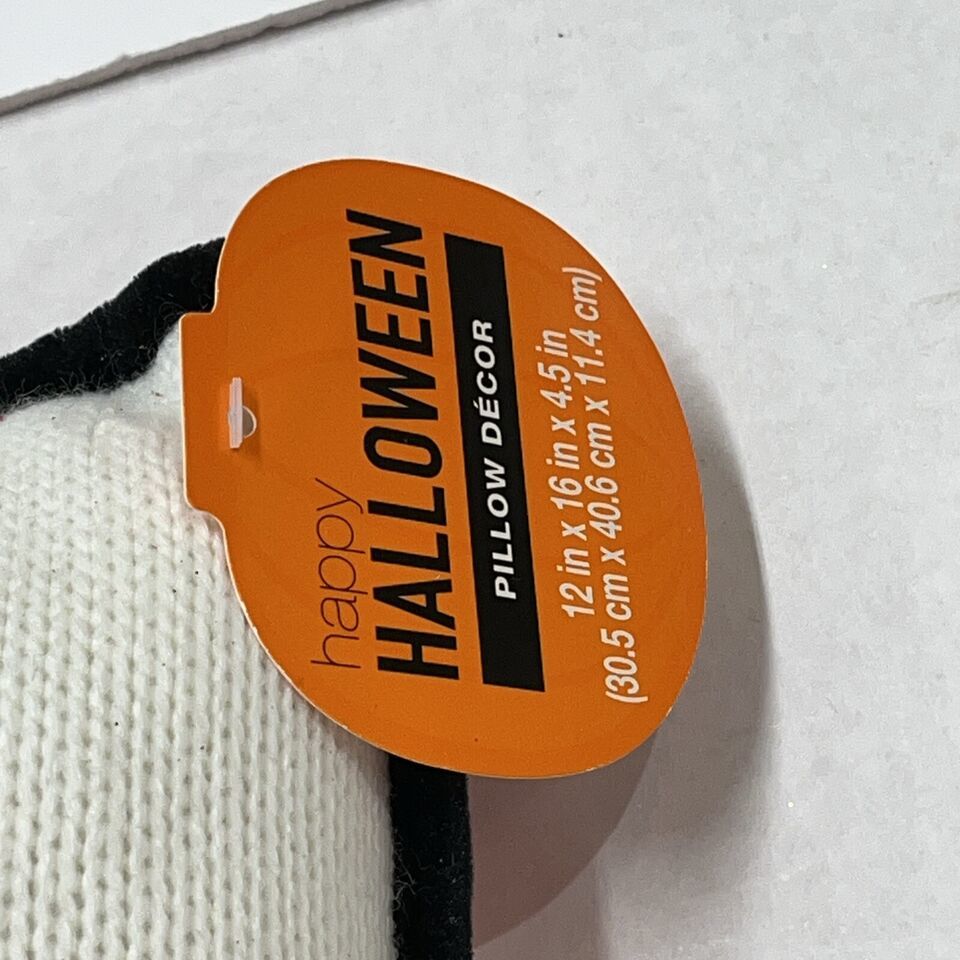 happy
HALLOWEEN
PILLOW DÉCOR
12 in x 16 in x 4.5 in
(30.5 cm x 40.6 cm x 11.4 cm)